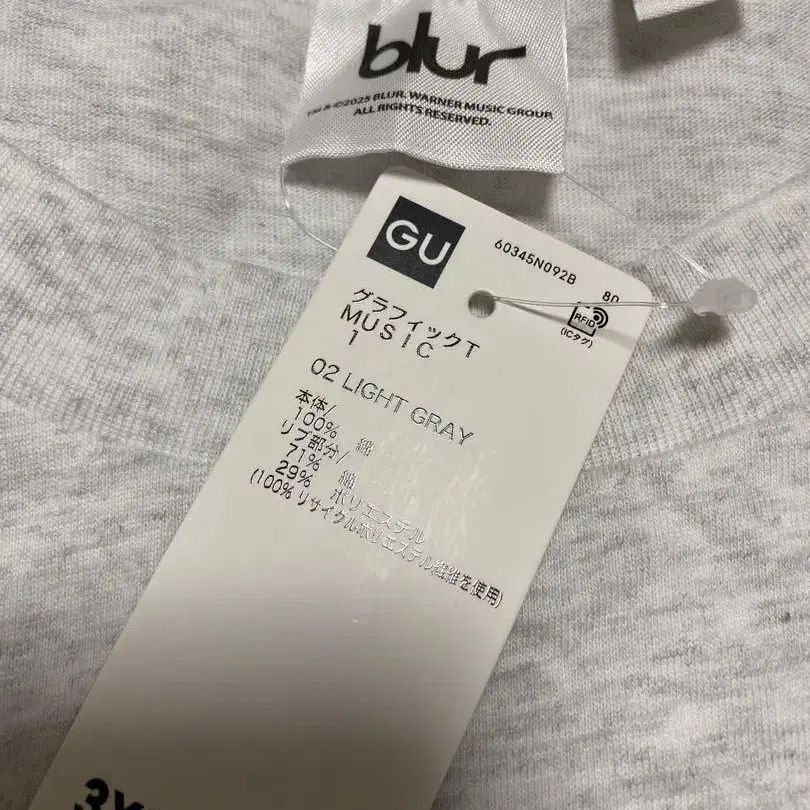 blur
TM & ©2025 BLUR. WARNER MUSIC GROUP.
ALL RIGHTS RESERVED.
GU
60345N092B
RFID
(ICタグ)
グラフィックT
MUSIC
1
02 LIGHT GRAY
本体/
100% 綿
リブ部分/
71% 綿
29% ポリエステル
(100% リサイクルポリエステル繊維を使用)